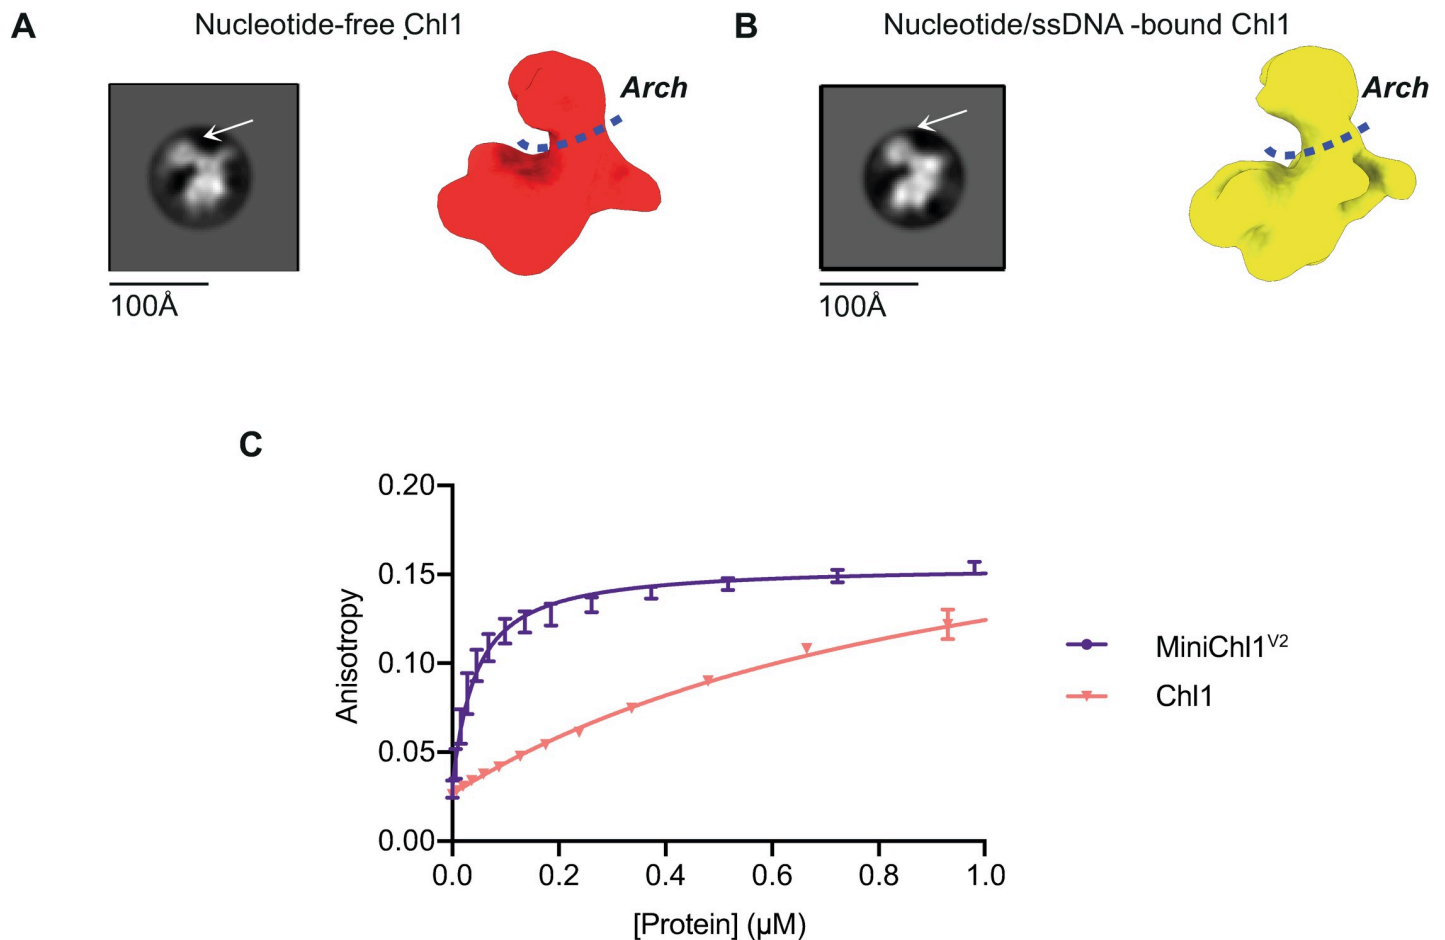 A
Nucleotide-free Chl1
B
Nucleotide/ssDNA -bound Chl1
Arch
Arch
100Å
100Å
C
0.20
0.15
0.10
0.05
0.00
Anisotropy
0.0
0.2
0.4
0.6
0.8
1.0
[Protein] (μM)
MiniChl1V2
Chl1